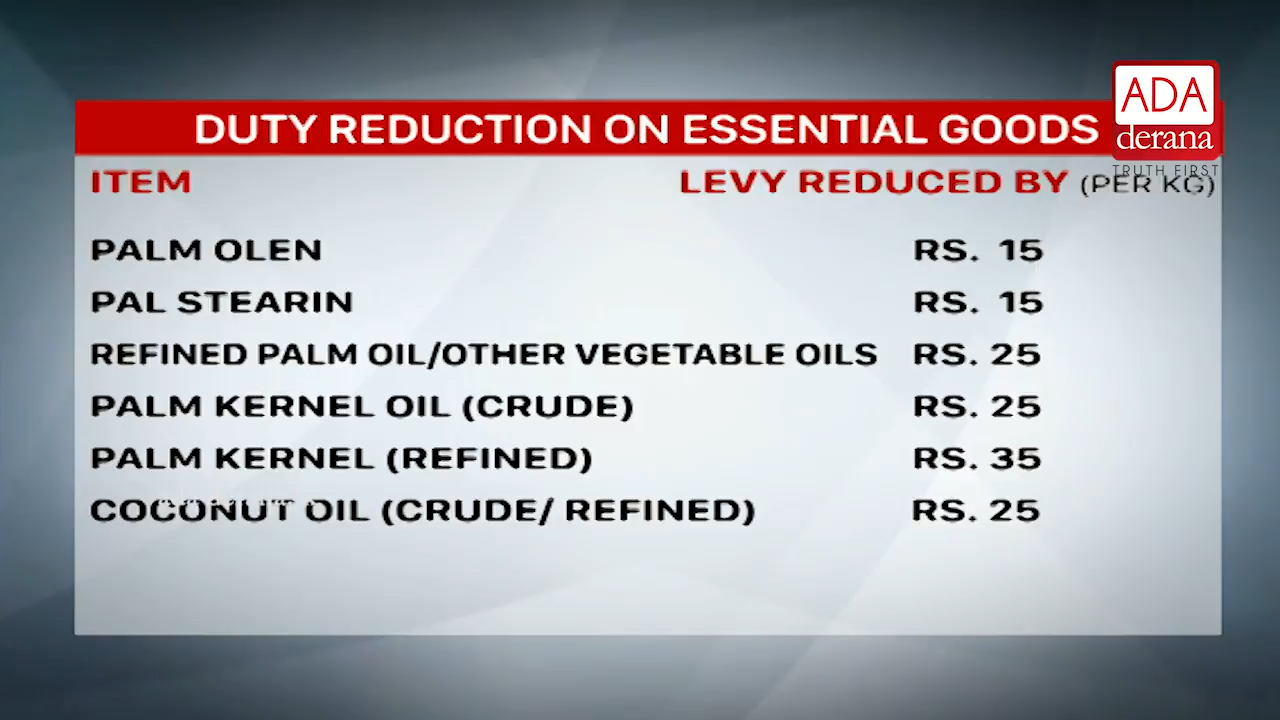 ADA
derana
TRUTH FIRST
DUTY REDUCTION ON ESSENTIAL GOODS
ITEM LEVY REDUCED BY (PER KG)
PALM OLEN RS. 15
PAL STEARIN RS. 15
REFINED PALM OIL/OTHER VEGETABLE OILS RS. 25
PALM KERNEL OIL (CRUDE) RS. 25
PALM KERNEL (REFINED) RS. 35
COCONUT OIL (CRUDE/ REFINED) RS. 25